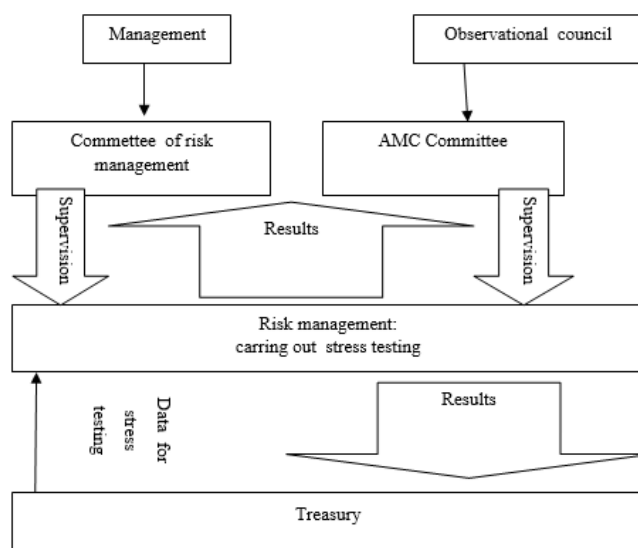 Management
Observational council
Commettee of risk
management
AMC Committee
Supervision
Results
Supervision
Risk management:
carring out stress testing
Data for
stress
testing
Results
Treasury